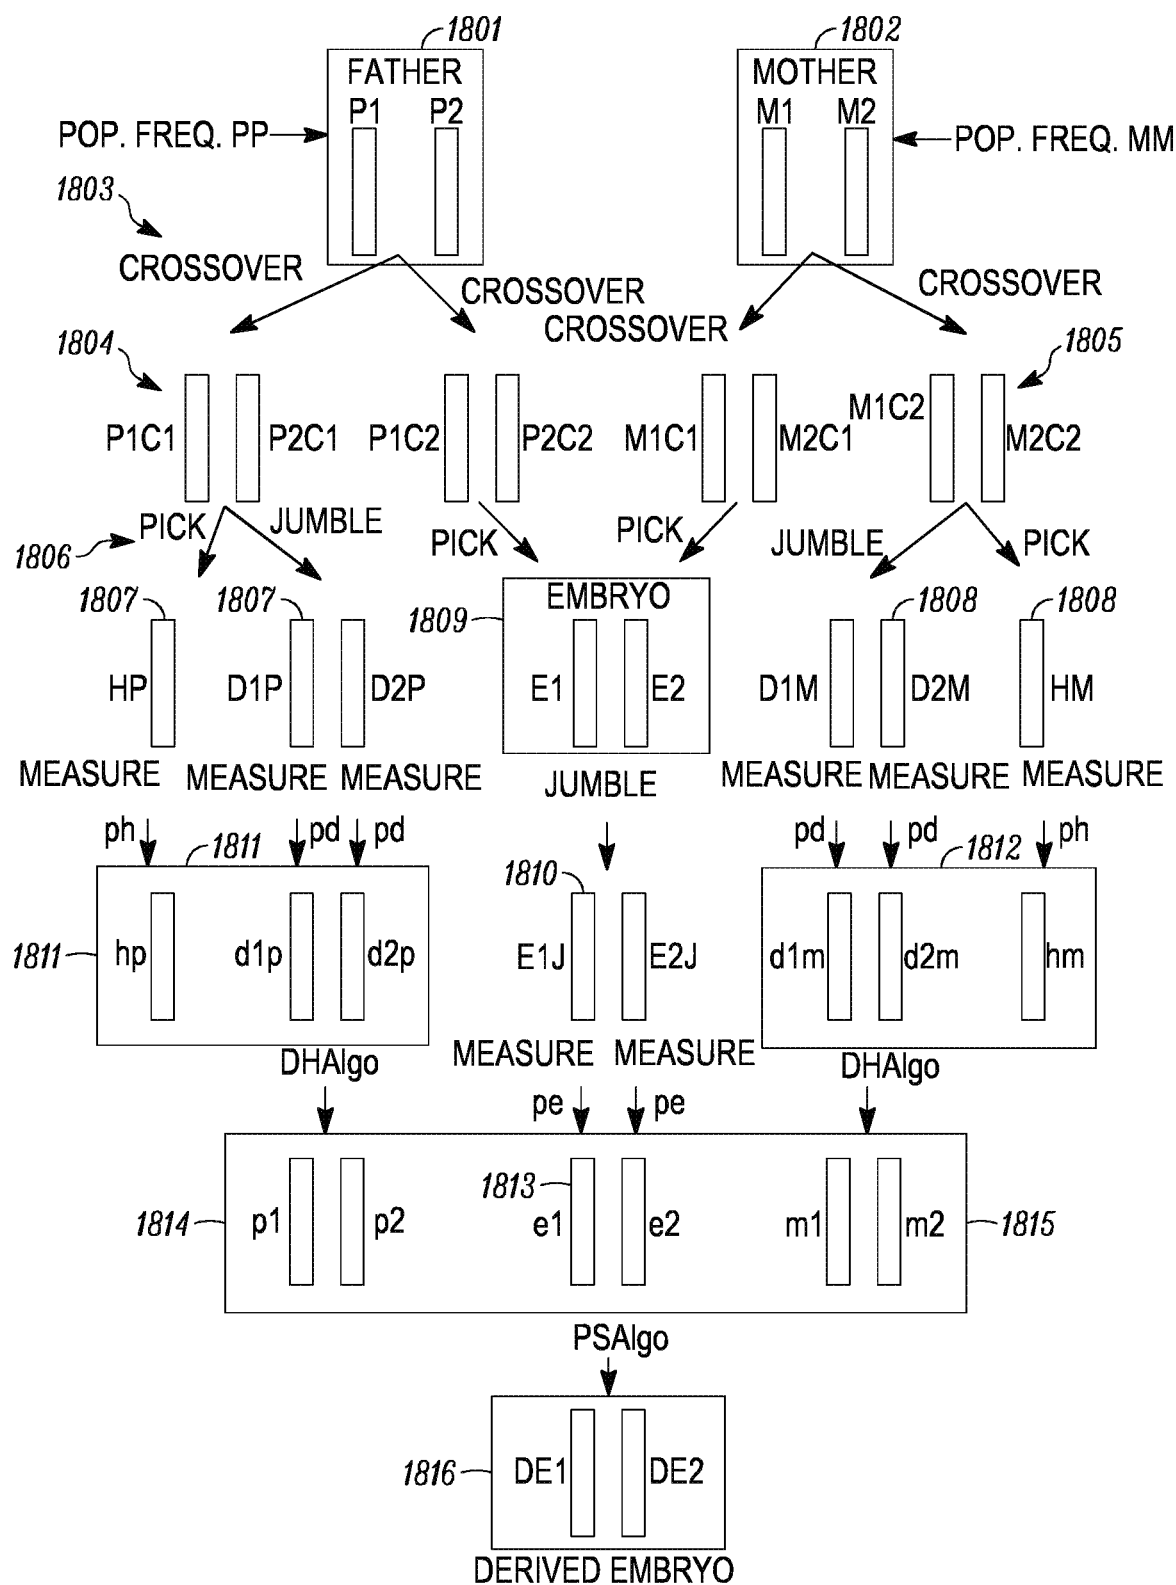 1801
1802
FATHER
MOTHER
P1 P2
M1 M2
POP. FREQ. PP
POP. FREQ. MM
1803
CROSSOVER
CROSSOVER
CROSSOVER
CROSSOVER
1804
1805
P1C1 P2C1 P1C2 P2C2 M1C1 M2C1 M1C2 M2C2
PICK JUMBLE PICK PICK JUMBLE PICK
1806
1807 1807 1809 EMBRYO 1808 1808
HP D1P D2P E1 E2 D1M D2M HM
MEASURE MEASURE MEASURE JUMBLE MEASURE MEASURE MEASURE
ph pd pd pd pd ph
1811 1810 1812
1811 hp d1p d2p E1J E2J d1m d2m hm
DHAlgo MEASURE MEASURE DHAlgo
pe pe
1813
1814 p1 p2 e1 e2 m1 m2 1815
PSAlgo
1816 DE1 DE2
DERIVED EMBRYO